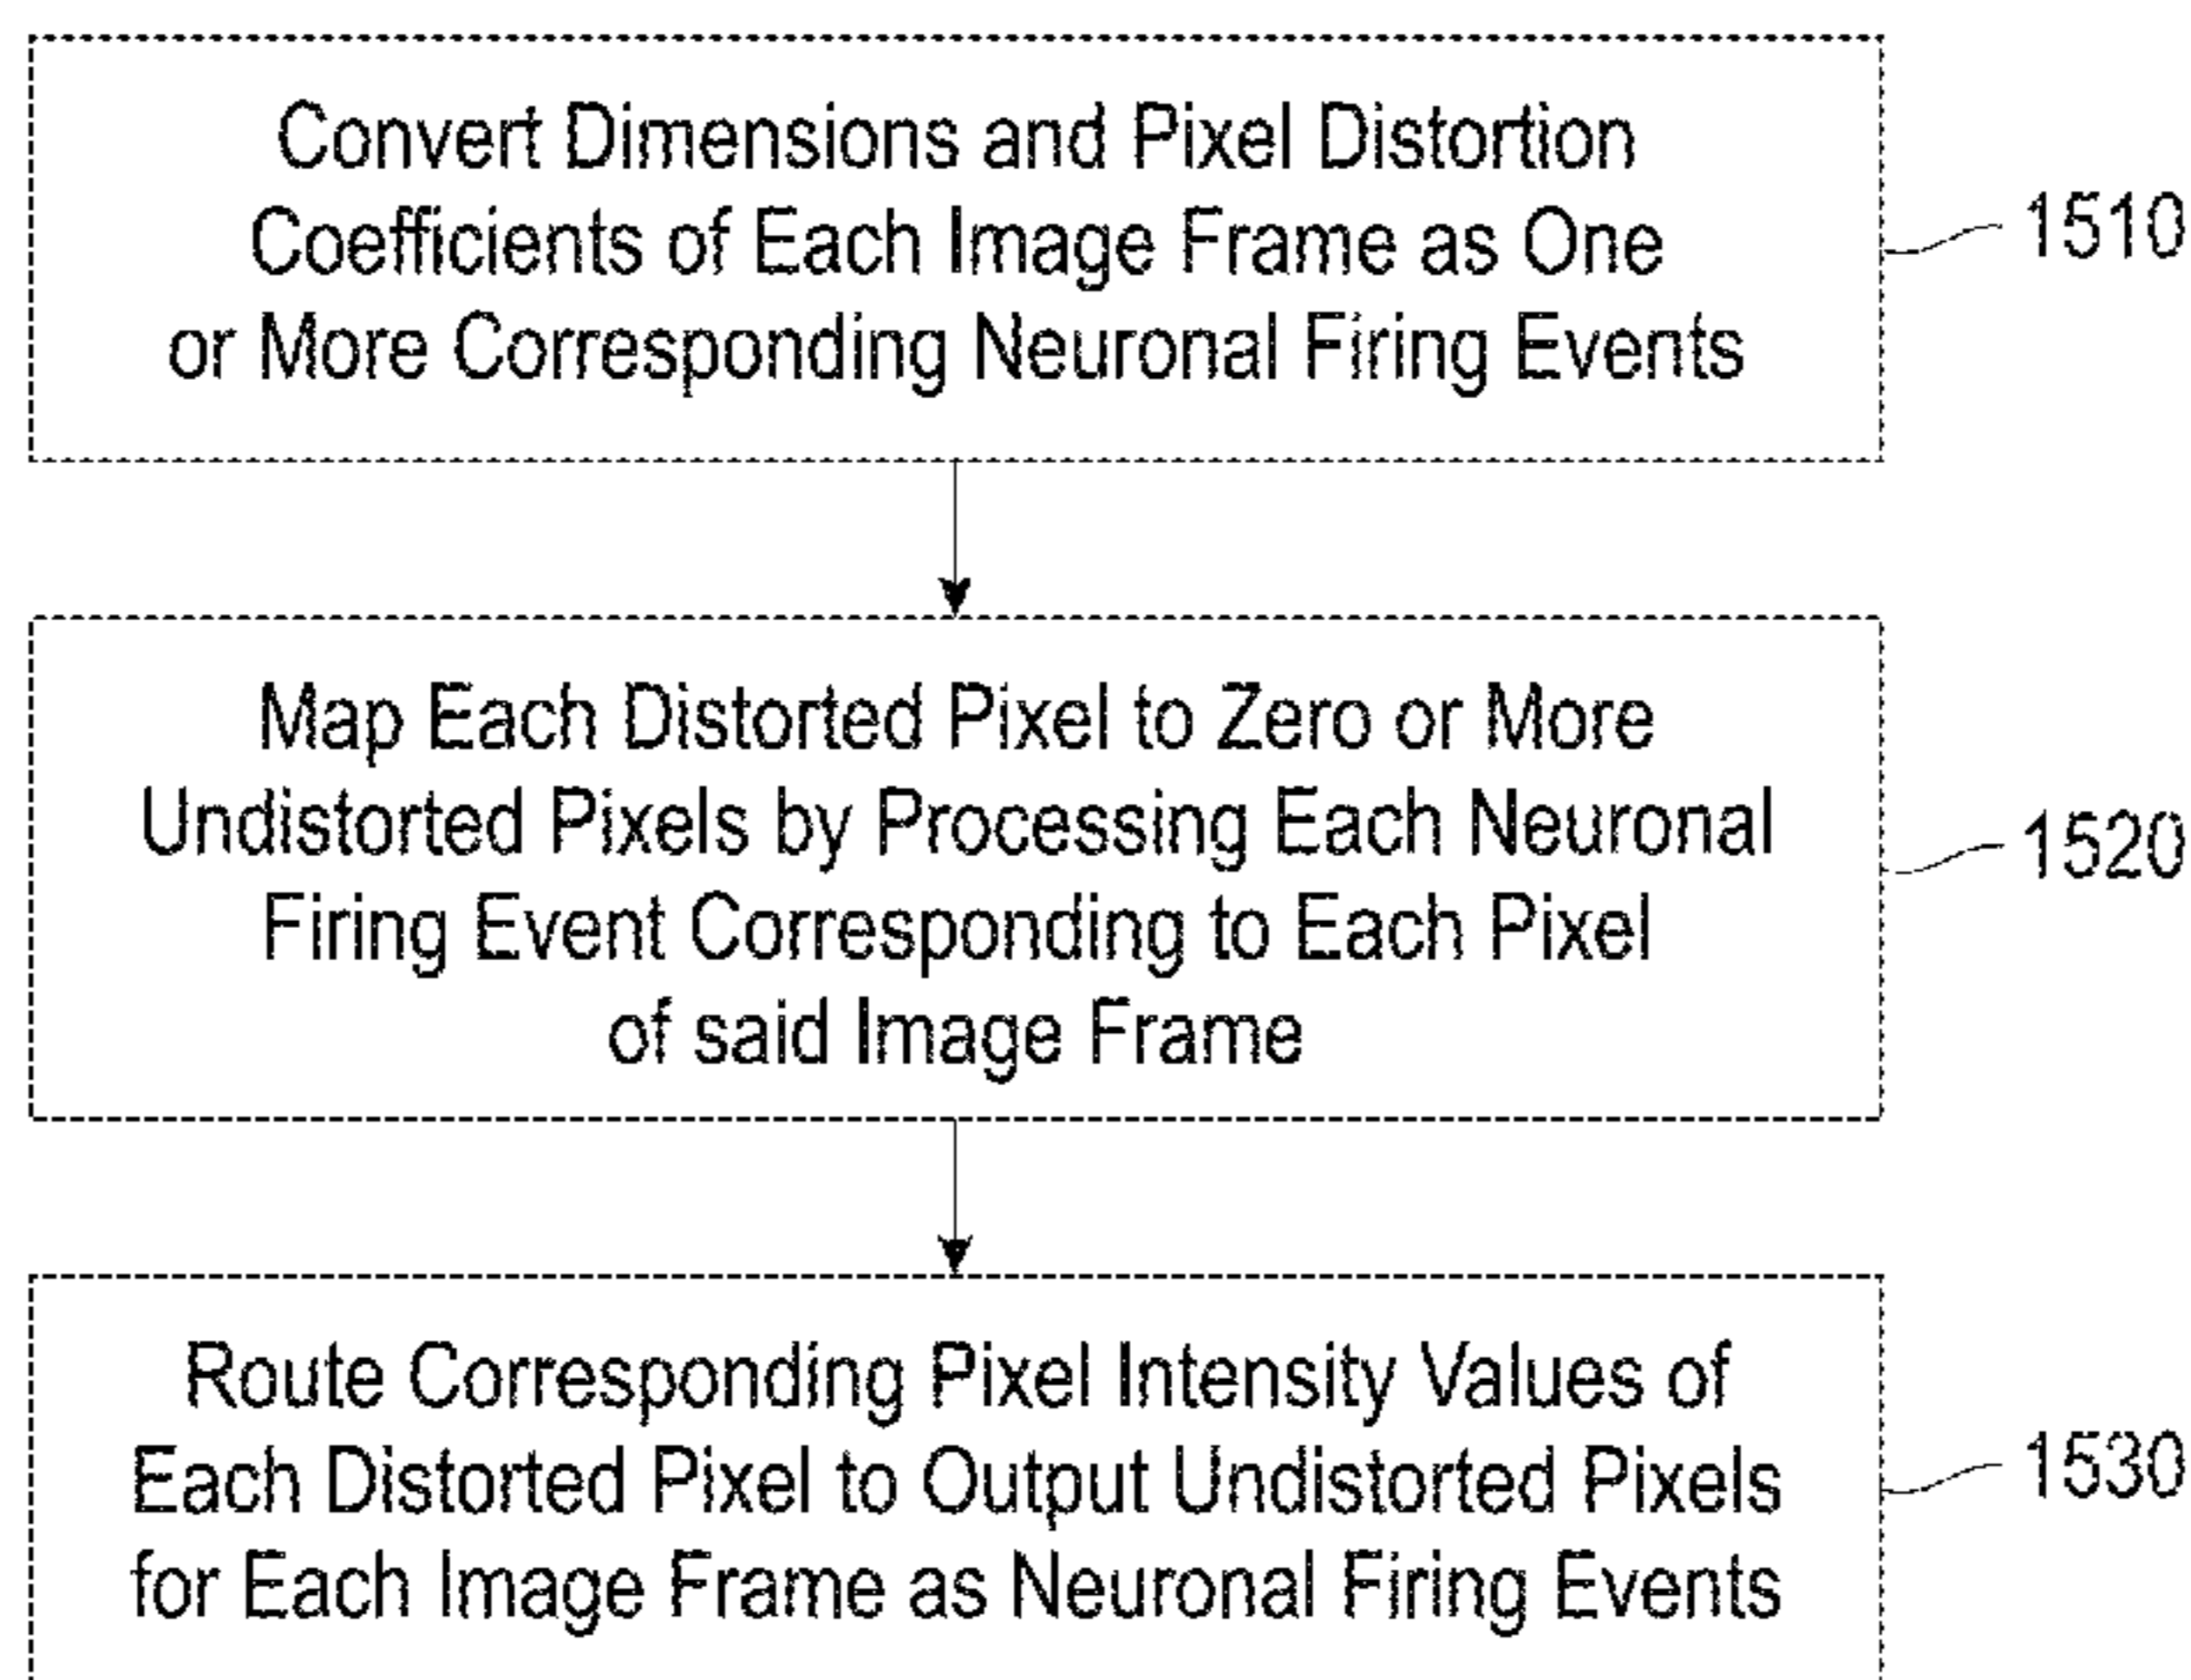 Convert Dimensions and Pixel Distortion
Coefficients of Each Image Frame as One
or More Corresponding Neuronal Firing Events
1510
Map Each Distorted Pixel to Zero or More
Undistorted Pixels by Processing Each Neuronal
Firing Event Corresponding to Each Pixel
of said Image Frame
1520
Route Corresponding Pixel Intensity Values of
Each Distorted Pixel to Output Undistorted Pixels
for Each Image Frame as Neuronal Firing Events
1530